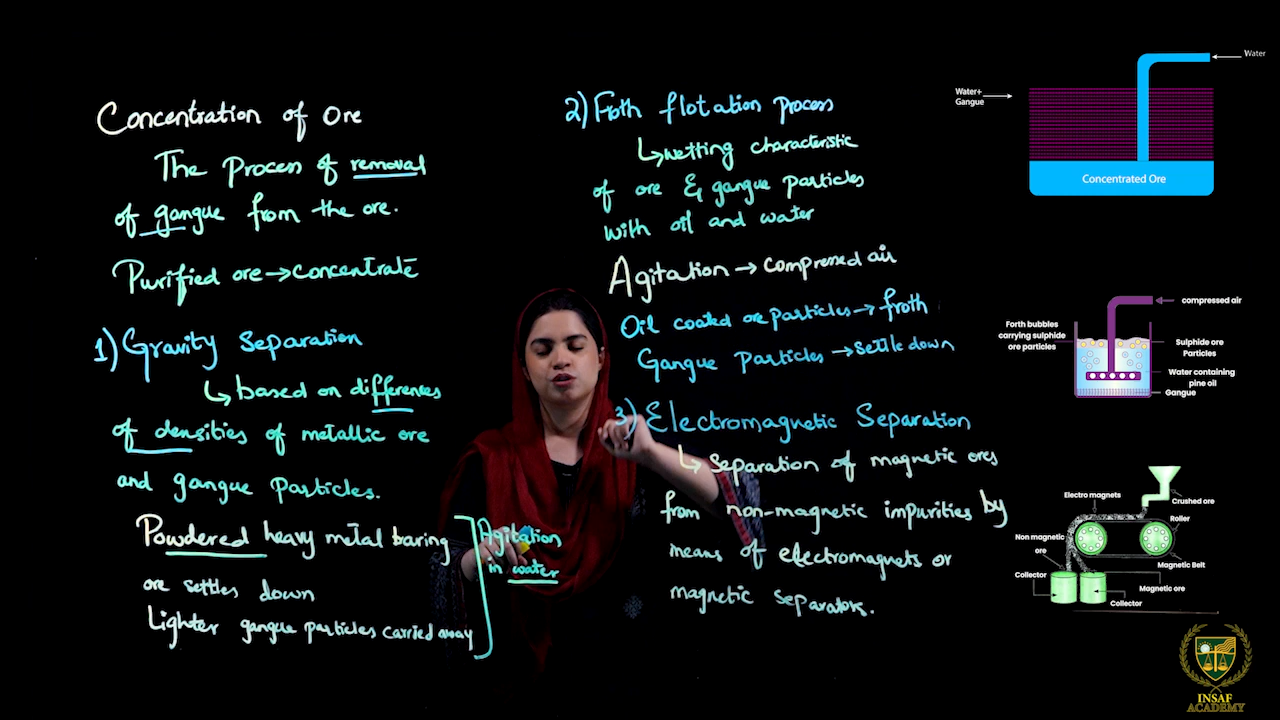 Concentration of Ore
The Process of removal
of gangue from the ore.
Purified ore → concentrate
1) Gravity Separation
↳ based on differences
of densities of metallic ore
and gangue particles.
Powdered heavy metal baring
ore settles down
Lighter gangue particles carried away
Agitation
in water
2) Froth flotation process
↳ wetting characteristic
of ore & gangue particles
with oil and water
Agitation → compressed air
Oil coated ore particles → froth
Gangue Particles → settle down
3) Electromagnetic Separation
↳ Separation of magnetic ores
from non-magnetic impurities by
means of electromagnets or
magnetic separators.
Water
Water+
Gangue
Concentrated Ore
compressed air
Forth bubbles
carrying sulphide
ore particles
Sulphide ore
Particles
Water containing
pine oil
Gangue
Electro magnets
Crushed ore
Roller
Non magnetic
ore
Magnetic Belt
Collector
Magnetic ore
Collector
INSAF
ACADEMY